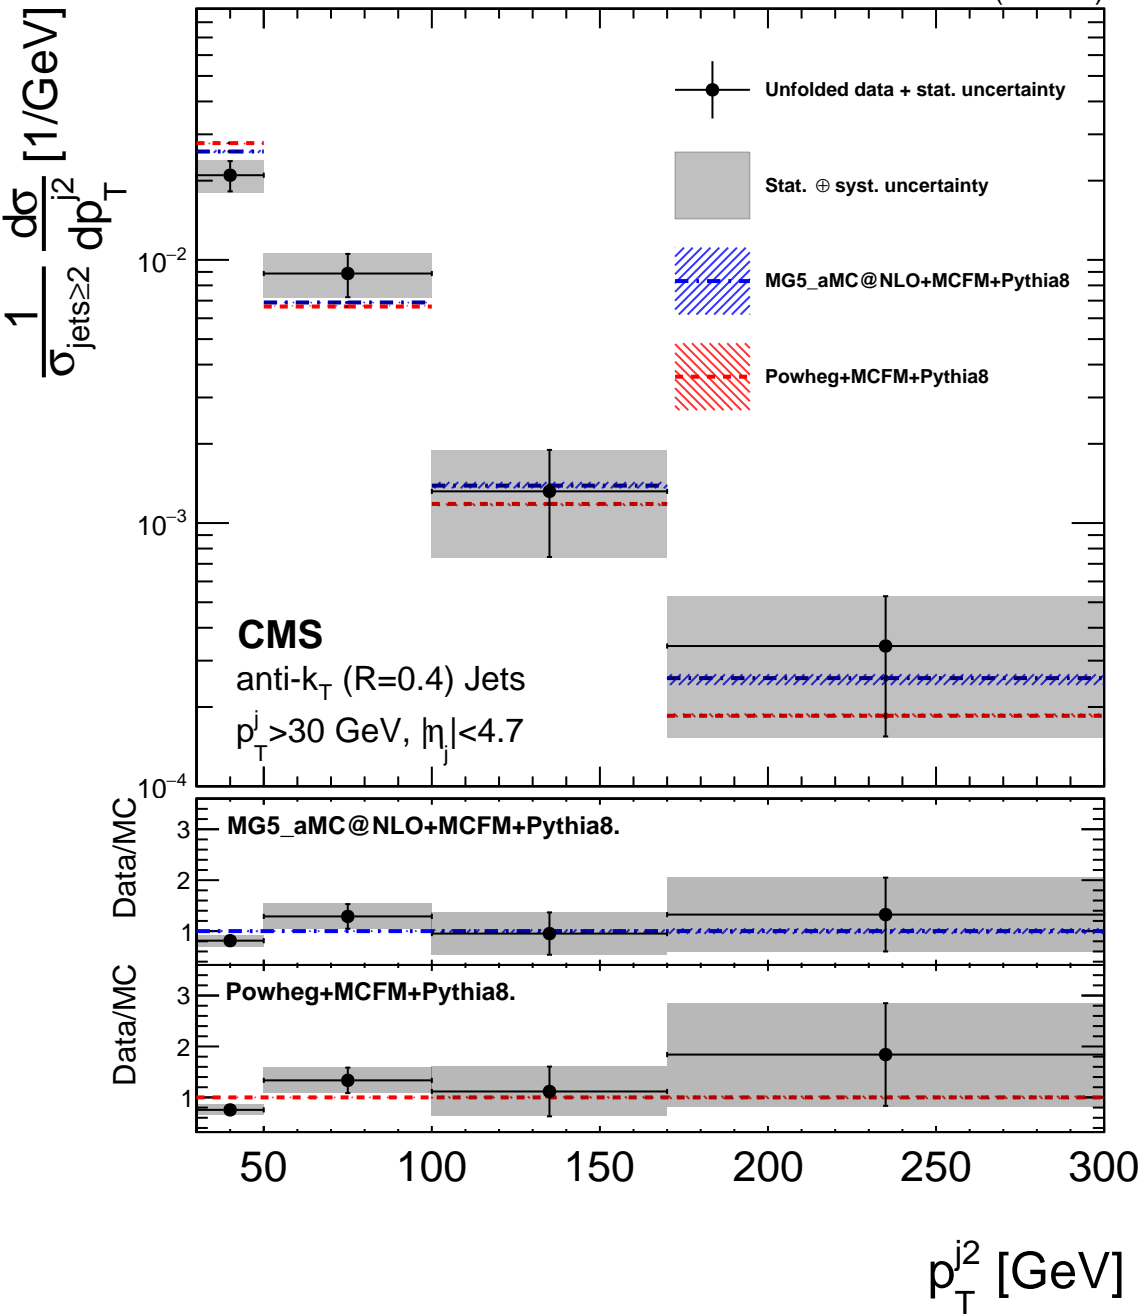 1/σ_jets≥2 dσ/dp_T^j2 [1/GeV]
Unfolded data + stat. uncertainty
Stat. ⊕ syst. uncertainty
MG5_aMC@NLO+MCFM+Pythia8
Powheg+MCFM+Pythia8
10⁻²
10⁻³
10⁻⁴
CMS
anti-k_T (R=0.4) Jets
p_T^j>30 GeV, |η_j|<4.7
Data/MC
MG5_aMC@NLO+MCFM+Pythia8.
3
2
1
Data/MC
Powheg+MCFM+Pythia8.
3
2
1
50 100 150 200 250 300
p_T^j2 [GeV]